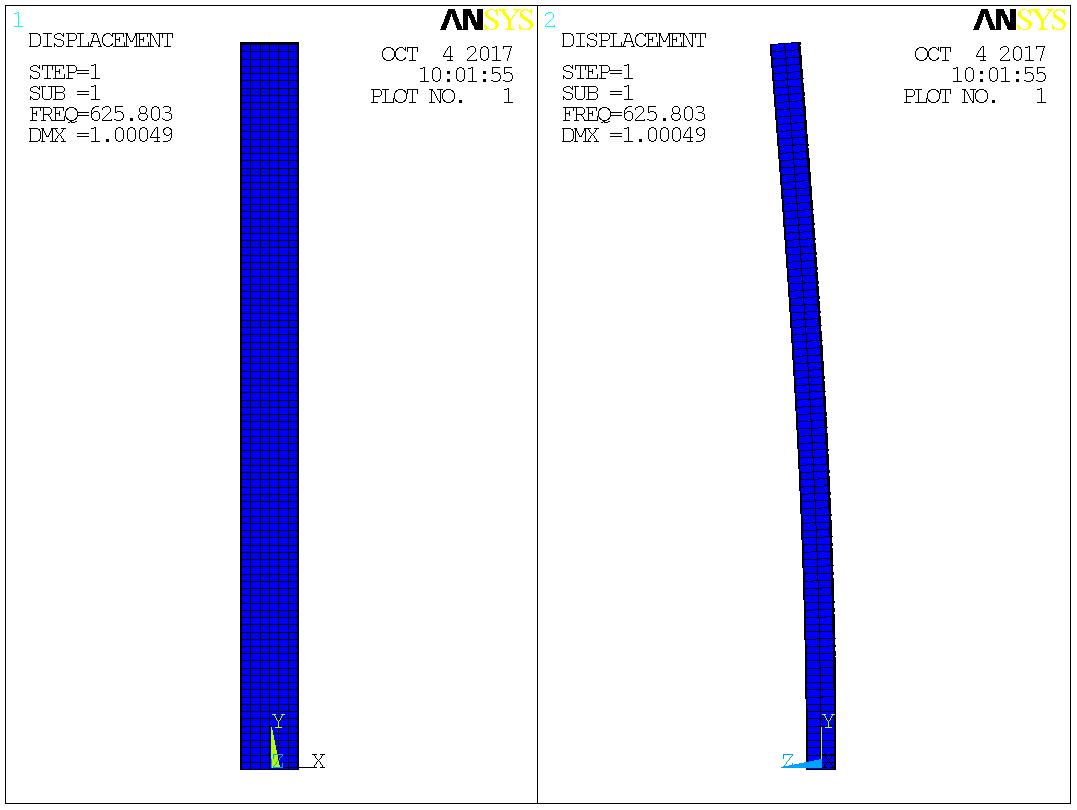 1
ANSYS
DISPLACEMENT
STEP=1
SUB =1
FREQ=625.803
DMX =1.00049
OCT  4 2017
10:01:55
PLOT NO.   1
Y
Z
X
2
ANSYS
DISPLACEMENT
STEP=1
SUB =1
FREQ=625.803
DMX =1.00049
OCT  4 2017
10:01:55
PLOT NO.   1
Y
Z
X